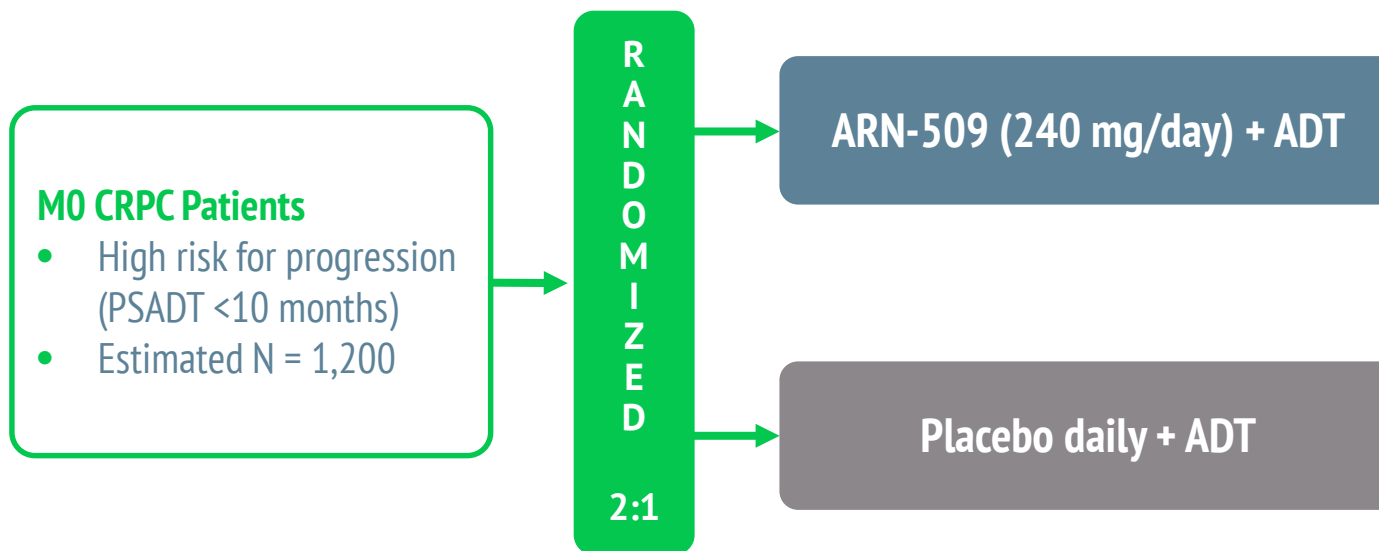 M0 CRPC Patients
• High risk for progression
(PSADT <10 months)
• Estimated N = 1,200
R
A
N
D
O
M
I
Z
E
D
2:1
ARN-509 (240 mg/day) + ADT
Placebo daily + ADT